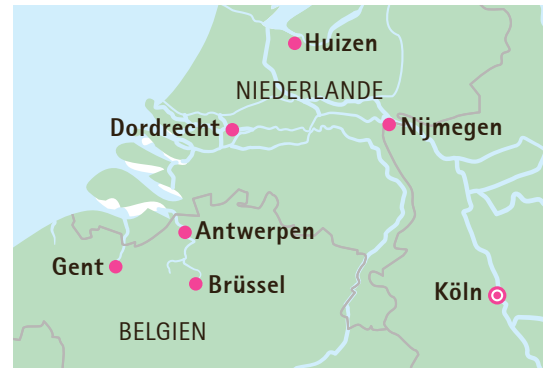 Huizen
NIEDERLANDE
Dordrecht
Nijmegen
Antwerpen
Gent
Brüssel
Köln
BELGIEN